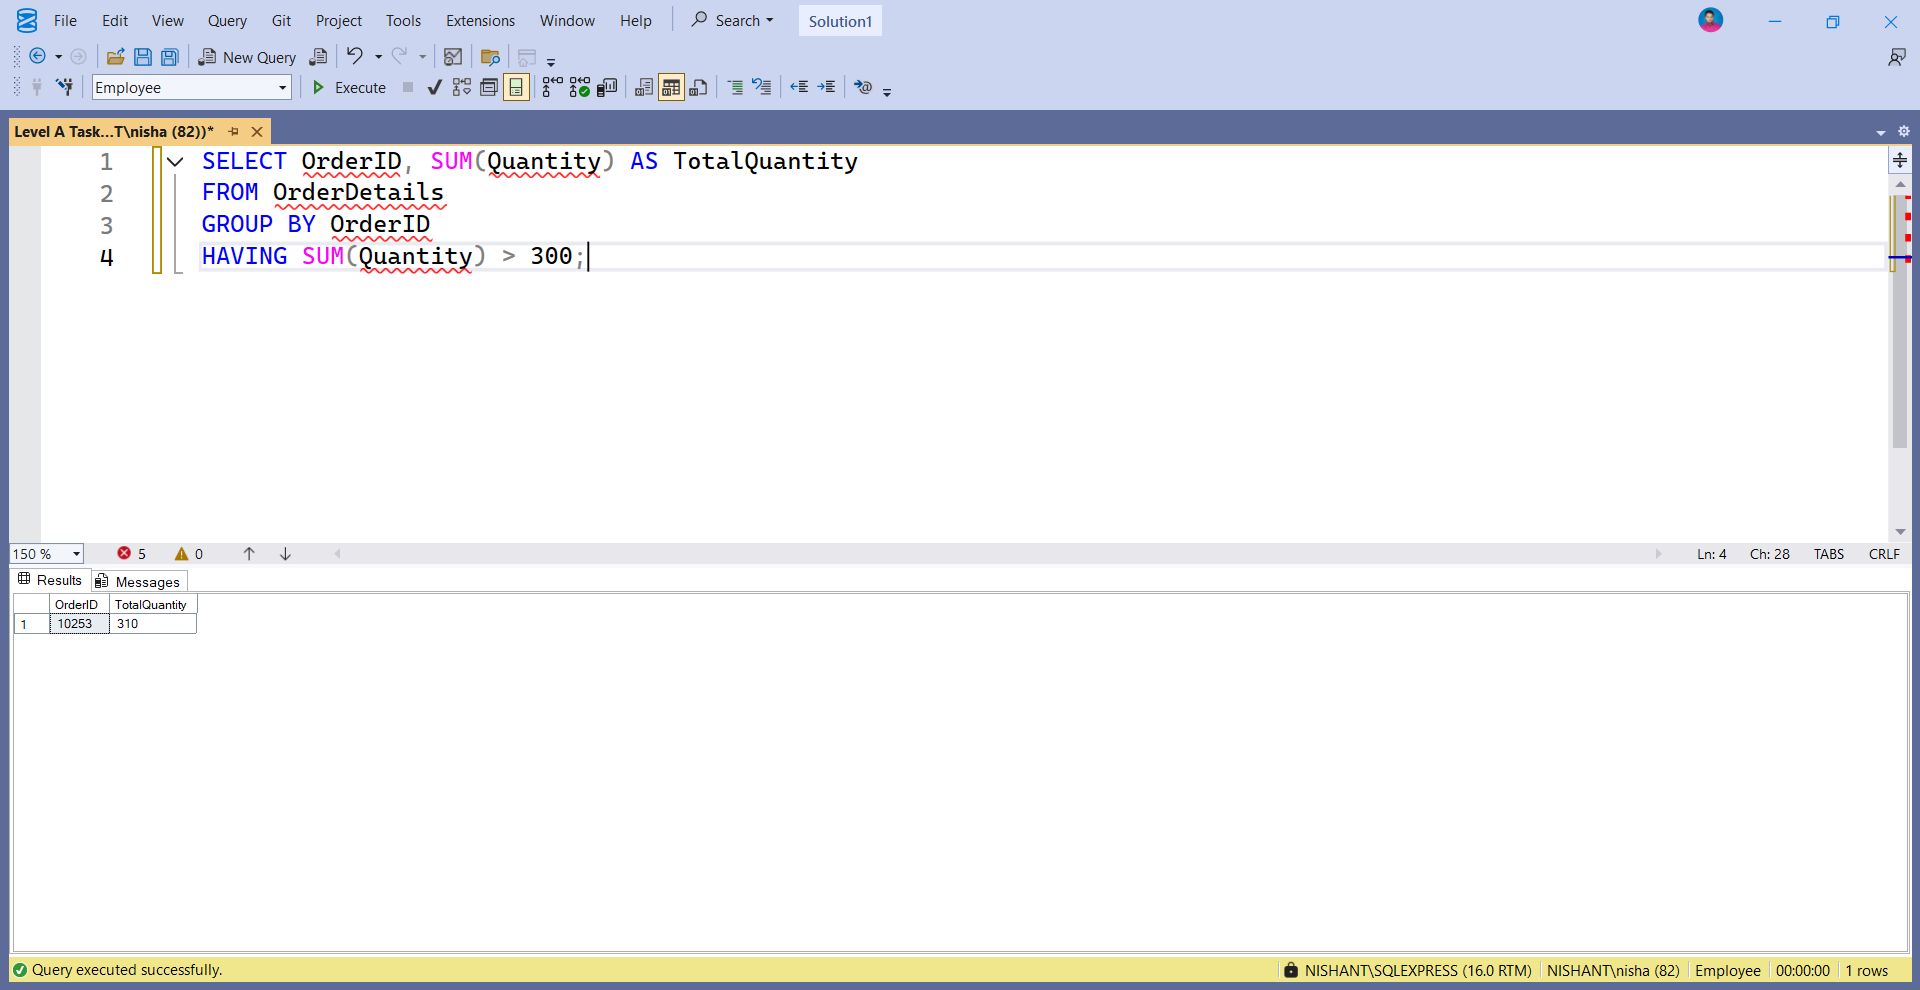 File Edit View Query Git Project Tools Extensions Window Help Search Solution1
New Query
Employee Execute
Level A Task...T\nisha (82))*
1 SELECT OrderID, SUM(Quantity) AS TotalQuantity
2 FROM OrderDetails
3 GROUP BY OrderID
4 HAVING SUM(Quantity) > 300;
150 % 5 0 Ln: 4 Ch: 28 TABS CRLF
Results Messages
OrderID TotalQuantity
1 10253 310
Query executed successfully. NISHANT\SQLEXPRESS (16.0 RTM) NISHANT\nisha (82) Employee 00:00:00 1 rows